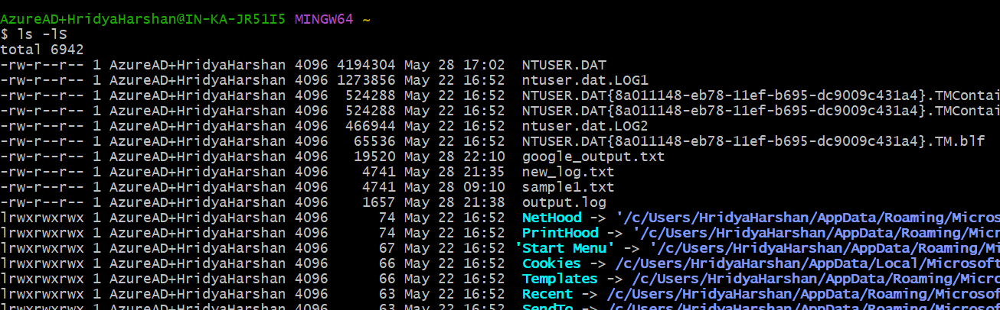 AzureAD+HridyaHarshan@IN-KA-JR51I5 MINGW64 ~
$ ls -lS
total 6942
-rw-r--r-- 1 AzureAD+HridyaHarshan 4096 4194304 May 28 17:02  NTUSER.DAT
-rw-r--r-- 1 AzureAD+HridyaHarshan 4096 1273856 May 22 16:52  ntuser.dat.LOG1
-rw-r--r-- 1 AzureAD+HridyaHarshan 4096  524288 May 22 16:52  NTUSER.DAT{8a011148-eb78-11ef-b695-dc9009c431a4}.TMContai
-rw-r--r-- 1 AzureAD+HridyaHarshan 4096  524288 May 22 16:52  NTUSER.DAT{8a011148-eb78-11ef-b695-dc9009c431a4}.TMContai
-rw-r--r-- 1 AzureAD+HridyaHarshan 4096  466944 May 22 16:52  ntuser.dat.LOG2
-rw-r--r-- 1 AzureAD+HridyaHarshan 4096   65536 May 22 16:52  NTUSER.DAT{8a011148-eb78-11ef-b695-dc9009c431a4}.TM.blf
-rw-r--r-- 1 AzureAD+HridyaHarshan 4096   19520 May 28 22:10  google_output.txt
-rw-r--r-- 1 AzureAD+HridyaHarshan 4096    4741 May 28 21:35  new_log.txt
-rw-r--r-- 1 AzureAD+HridyaHarshan 4096    4741 May 28 09:10  sample1.txt
-rw-r--r-- 1 AzureAD+HridyaHarshan 4096    1657 May 28 21:38  output.log
lrwxrwxrwx 1 AzureAD+HridyaHarshan 4096      74 May 22 16:52  NetHood -> '/c/Users/HridyaHarshan/AppData/Roaming/Microso
lrwxrwxrwx 1 AzureAD+HridyaHarshan 4096      74 May 22 16:52  PrintHood -> '/c/Users/HridyaHarshan/AppData/Roaming/Micr
lrwxrwxrwx 1 AzureAD+HridyaHarshan 4096      67 May 22 16:52 'Start Menu' -> '/c/Users/HridyaHarshan/AppData/Roaming/Mi
lrwxrwxrwx 1 AzureAD+HridyaHarshan 4096      66 May 22 16:52  Cookies -> /c/Users/HridyaHarshan/AppData/Local/Microsoft
lrwxrwxrwx 1 AzureAD+HridyaHarshan 4096      66 May 22 16:52  Templates -> /c/Users/HridyaHarshan/AppData/Roaming/Micro
lrwxrwxrwx 1 AzureAD+HridyaHarshan 4096      63 May 22 16:52  Recent -> /c/Users/HridyaHarshan/AppData/Roaming/Microsof
lrwxrwxrwx 1 AzureAD+HridyaHarshan 4096      63 May 22 16:52  SendTo -> /c/Users/HridyaHarshan/AppData/Roaming/Microsof